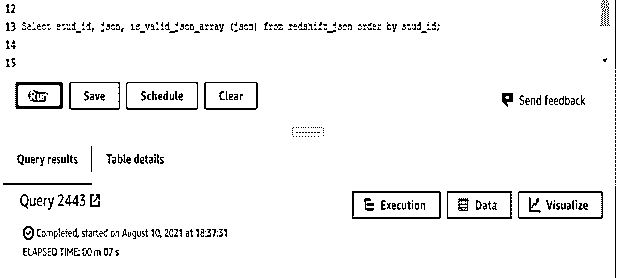 12
13 Select stud_id, json, is_valid_json_array (json) from redshift_json order by stud_id;
14
15
Run Save Schedule Clear
Send feedback
Query results Table details
Query 2443
Execution Data Visualize
Completed, started on August 10, 2021 at 18:37:31
ELAPSED TIME: 00 m 07 s